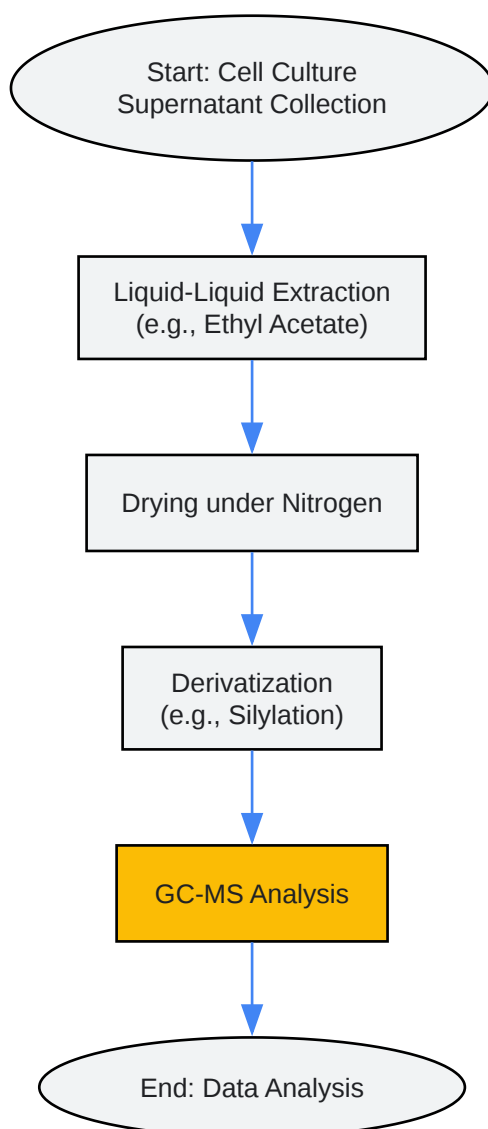 Start: Cell Culture
Supernatant Collection
Liquid-Liquid Extraction
(e.g., Ethyl Acetate)
Drying under Nitrogen
Derivatization
(e.g., Silylation)
GC-MS Analysis
End: Data Analysis